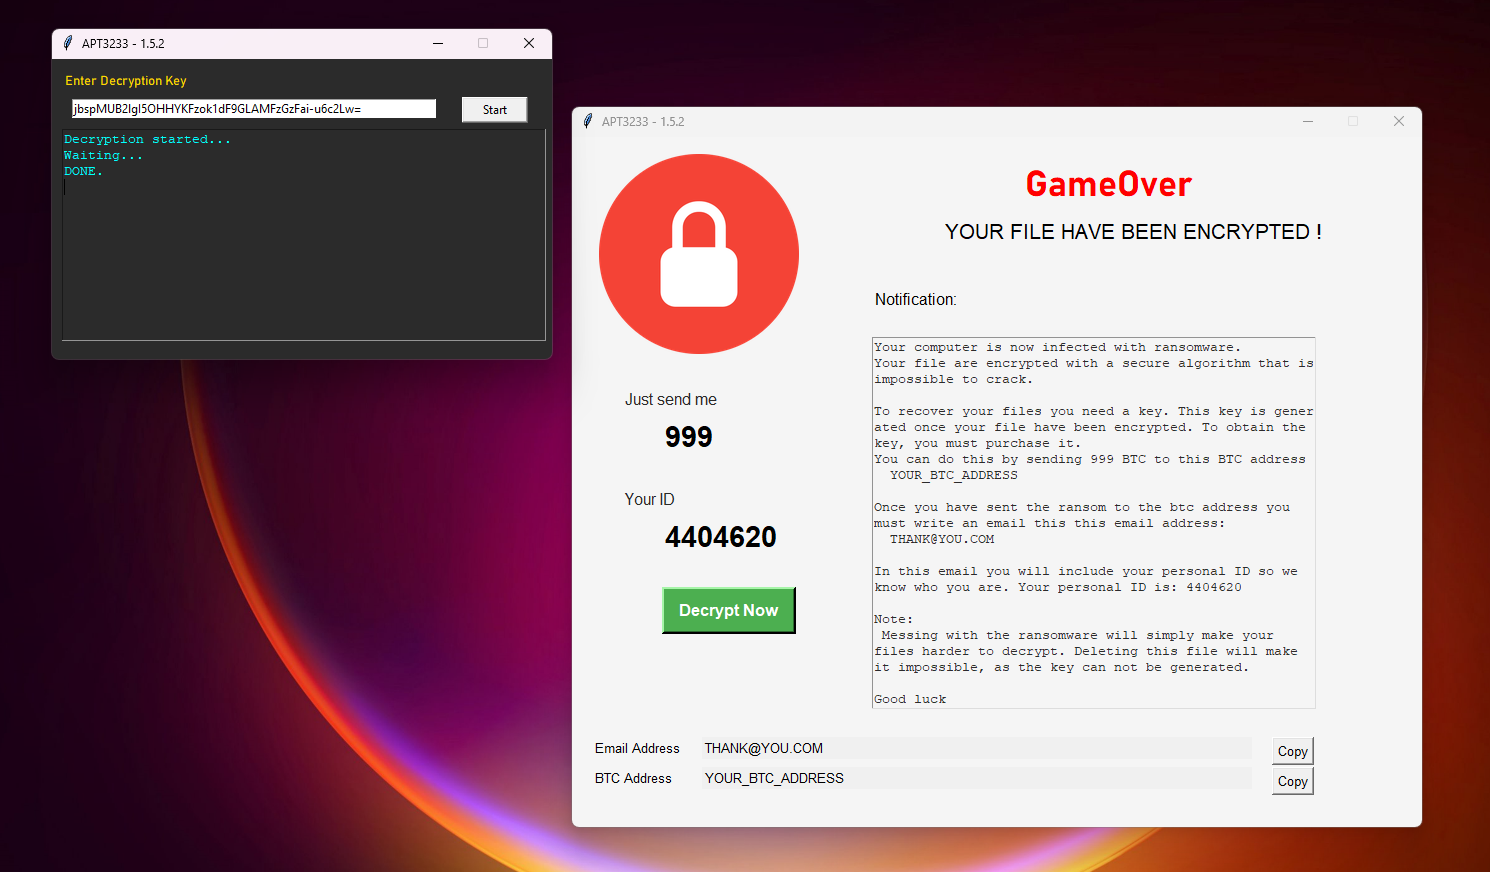 APT3233 - 1.5.2
Enter Decryption Key
Start
Decryption started...
Waiting...
DONE.
APT3233 - 1.5.2
GameOver
YOUR FILE HAVE BEEN ENCRYPTED !
Just send me
999
Your ID
4404620
Decrypt Now
Notification:
Your computer is now infected with ransomware.
Your file are encrypted with a secure algorithm that is
impossible to crack.
To recover your files you need a key. This key is gener
ated once your file have been encrypted. To obtain the
key, you must purchase it.
You can do this by sending 999 BTC to this BTC address
YOUR_BTC_ADDRESS
Once you have sent the ransom to the btc address you
must write an email this this email address:
THANK@YOU.COM
In this email you will include your personal ID so we
know who you are. Your personal ID is: 4404620
Note:
Messing with the ransomware will simply make your
files harder to decrypt. Deleting this file will make
it impossible, as the key can not be generated.
Good luck
Email Address THANK@YOU.COM Copy
BTC Address YOUR_BTC_ADDRESS Copy